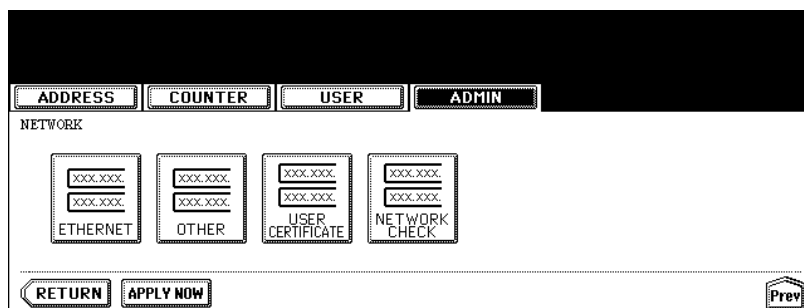 ADDRESS COUNTER USER ADMIN
NETWORK
XXX.XXX. XXX.XXX. XXX.XXX. XXX.XXX.
XXX.XXX. XXX.XXX. XXX.XXX. XXX.XXX.
ETHERNET OTHER USER CERTIFICATE NETWORK CHECK
RETURN APPLY NOW Prev